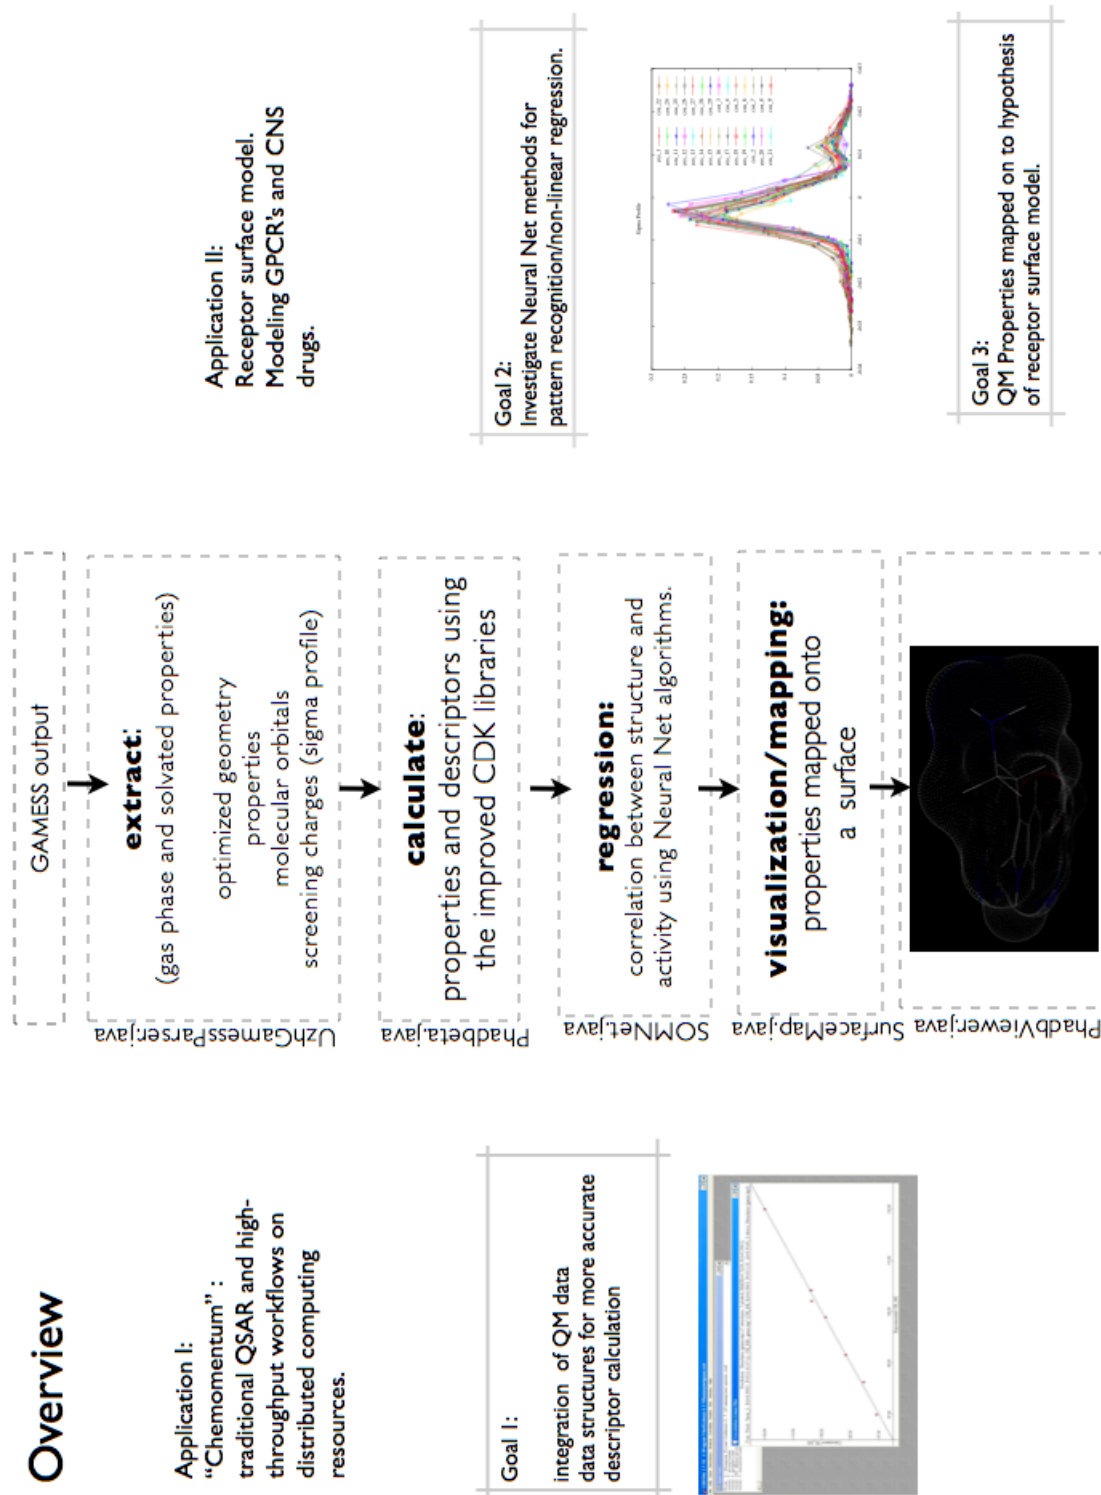 Overview
Application I:
“Chemomentum” :
traditional QSAR and high-
throughput workflows on
distributed computing
resources.
Goal 1:
integration of QM data
data structures for more accurate
descriptor calculation
GAMESS output
UzhGamessParser.java
extract:
(gas phase and solvated properties)
optimized geometry
properties
molecular orbitals
screening charges (sigma profile)
Phadbeta.java
calculate:
properties and descriptors using
the improved CDK libraries
SOMNet.java
regression:
correlation between structure and
activity using Neural Net algorithms.
SurfaceMap.java
visualization/mapping:
properties mapped onto
a surface
PhadbViewer.java
Application II:
Receptor surface model.
Modeling GPCR's and CNS
drugs.
Goal 2:
Investigate Neural Net methods for
pattern recognition/non-linear regression.
Sigma Profile
Goal 3:
QM Properties mapped on to hypothesis
of receptor surface model.